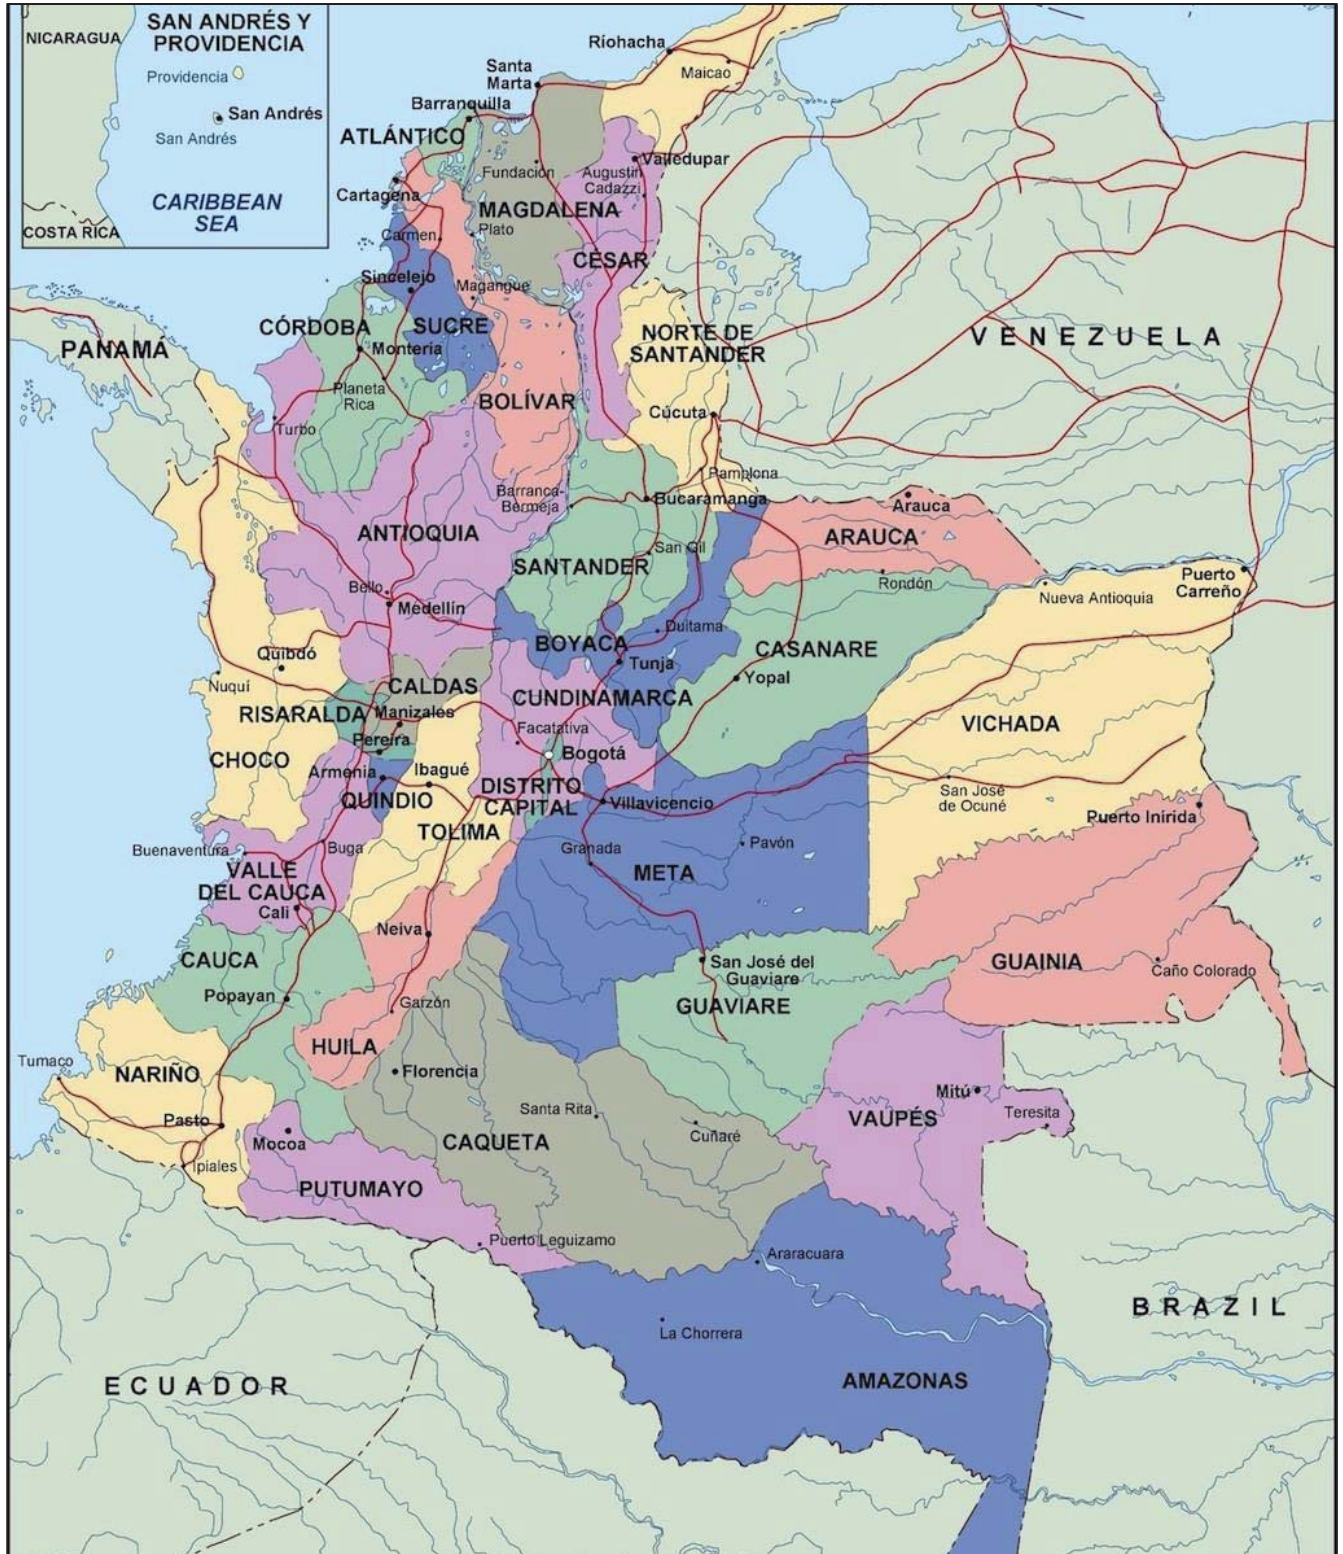 NICARAGUA
SAN ANDRÉS Y
PROVIDENCIA
Providencia
San Andrés
San Andrés
CARIBBEAN
SEA
COSTA RICA
Ríohacha
Maicao
Santa
Marta
Barranquilla
ATLÁNTICO
Valledupar
Fundación
Augustin
Cadazzi
Cartagena
MAGDALENA
Plato
Carmen
CÉSAR
Sincelejo
Magangue
CÓRDOBA
SUCRE
NORTE DE
SANTANDER
VENEZUELA
PANAMÁ
Montería
Planeta
Rica
BOLÍVAR
Cúcuta
Turbo
Pamplona
Barranca-
Bermeja
Bucaramanga
Arauca
ANTIOQUIA
ARAUCA
San Gil
SANTANDER
Rondón
Puerto
Carreño
Bello
Nueva Antioquia
Medellín
Duitama
BOYACA
CASANARE
Quibdó
Tunja
Yopal
Nuquí
CALDAS
CUNDINAMARCA
RISARALDA
Manizales
VICHADA
Facatativa
Pereira
CHOCO
Bogotá
Armenia
Ibagué
QUINDIO
DISTRITO
CAPITAL
San José
de Ocuné
Villavicencio
Puerto Inírida
TOLIMA
Buenaventura
Buga
Granada
Pavón
VALLE
DEL CAUCA
META
Cali
Neiva
CAUCA
San José del
Guaviare
GUAINIA
Caño Colorado
Popayan
Garzón
GUAVIARE
HUILA
Tumaco
NARIÑO
Florencia
Mitú
Santa Rita
Teresita
Pasto
VAUPÉS
Cuñaré
Mocoa
CAQUETA
Ipiales
PUTUMAYO
Puerto Leguizamo
Araracuara
BRAZIL
La Chorrera
ECUADOR
AMAZONAS